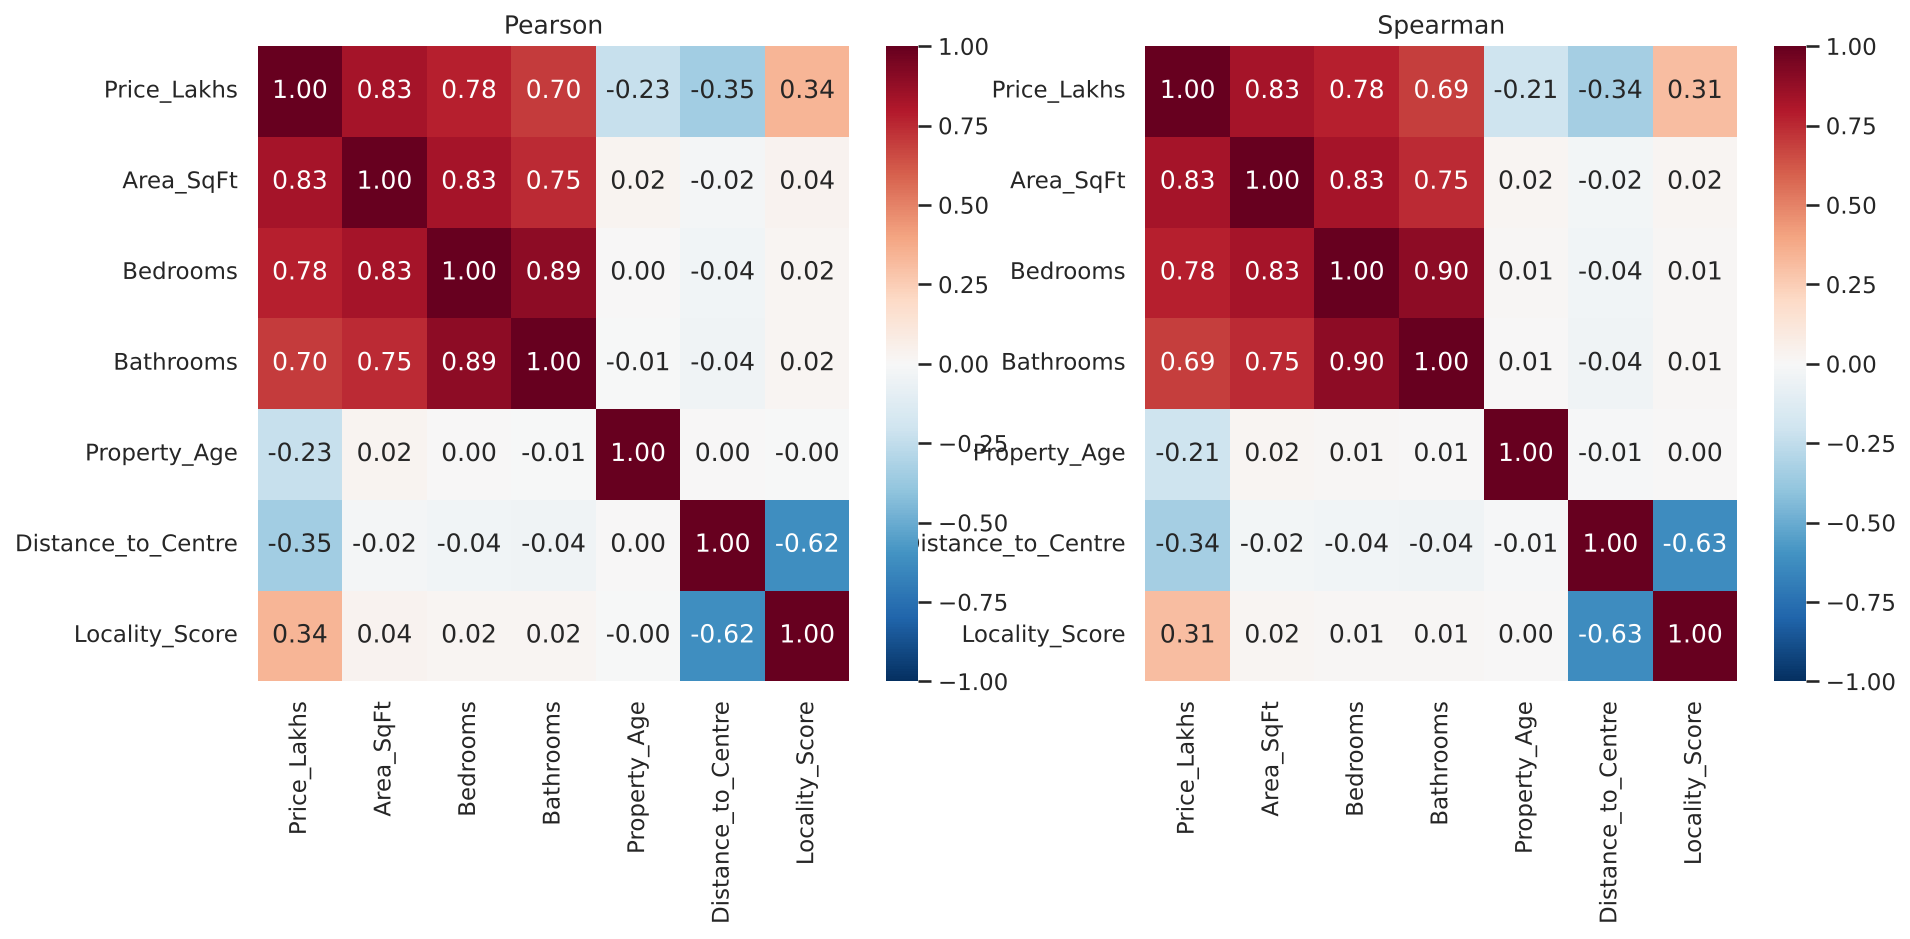 Pearson
Price_Lakhs 1.00 0.83 0.78 0.70 -0.23 -0.35 0.34
Area_SqFt 0.83 1.00 0.83 0.75 0.02 -0.02 0.04
Bedrooms 0.78 0.83 1.00 0.89 0.00 -0.04 0.02
Bathrooms 0.70 0.75 0.89 1.00 -0.01 -0.04 0.02
Property_Age -0.23 0.02 0.00 -0.01 1.00 0.00 -0.00
Distance_to_Centre -0.35 -0.02 -0.04 -0.04 0.00 1.00 -0.62
Locality_Score 0.34 0.04 0.02 0.02 -0.00 -0.62 1.00
Price_Lakhs
Area_SqFt
Bedrooms
Bathrooms
Property_Age
Distance_to_Centre
Locality_Score
1.00
0.75
0.50
0.25
0.00
−0.25
−0.50
−0.75
−1.00
Spearman
Price_Lakhs 1.00 0.83 0.78 0.69 -0.21 -0.34 0.31
Area_SqFt 0.83 1.00 0.83 0.75 0.02 -0.02 0.02
Bedrooms 0.78 0.83 1.00 0.90 0.01 -0.04 0.01
Bathrooms 0.69 0.75 0.90 1.00 0.01 -0.04 0.01
Property_Age -0.21 0.02 0.01 0.01 1.00 -0.01 0.00
Distance_to_Centre -0.34 -0.02 -0.04 -0.04 -0.01 1.00 -0.63
Locality_Score 0.31 0.02 0.01 0.01 0.00 -0.63 1.00
Price_Lakhs
Area_SqFt
Bedrooms
Bathrooms
Property_Age
Distance_to_Centre
Locality_Score
1.00
0.75
0.50
0.25
0.00
−0.25
−0.50
−0.75
−1.00